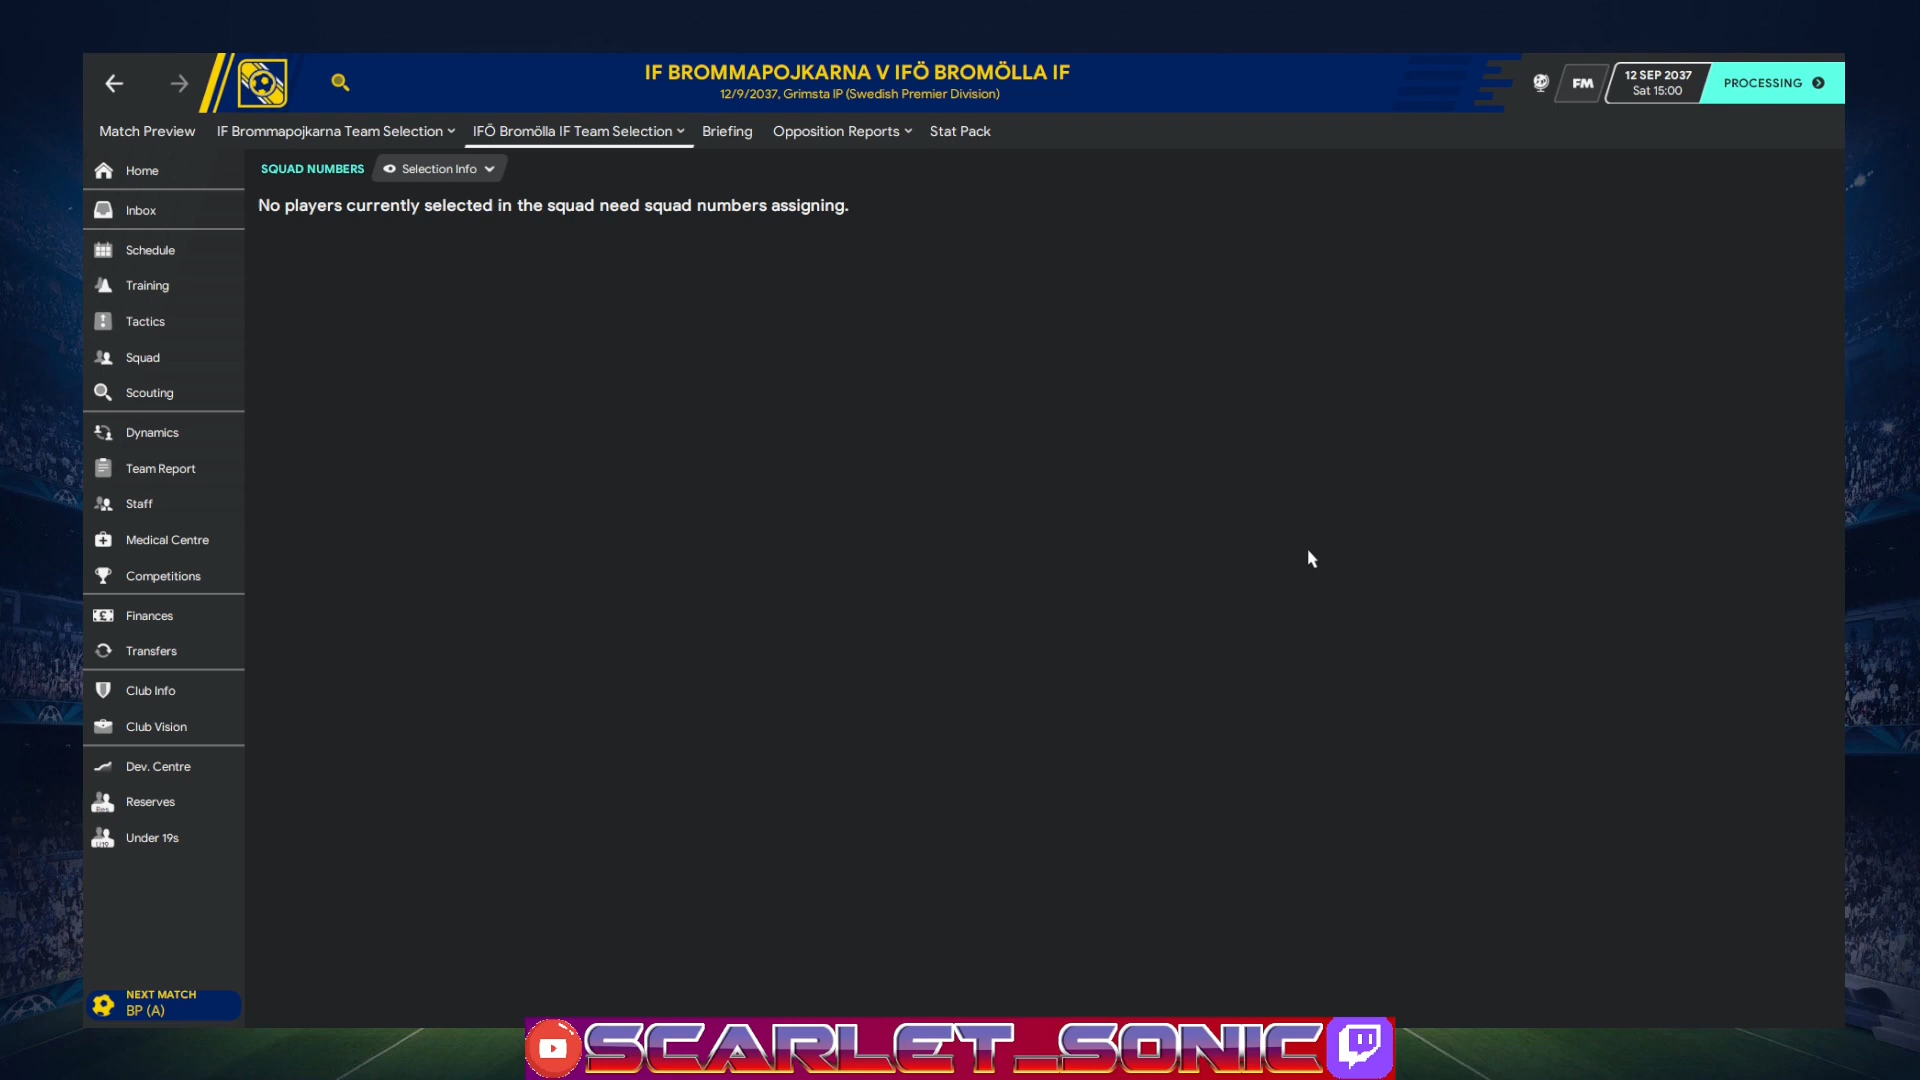 IF BROMMAPOJKARNA V IFÖ BROMÖLLA IF
12/9/2037, Grimsta IP (Swedish Premier Division)
FM
12 SEP 2037
Sat 15:00
PROCESSING
Match Preview
IF Brommapojkarna Team Selection
IFÖ Bromölla IF Team Selection
Briefing
Opposition Reports
Stat Pack
SQUAD NUMBERS
Selection Info
No players currently selected in the squad need squad numbers assigning.
Home
Inbox
Schedule
Training
Tactics
Squad
Scouting
Dynamics
Team Report
Staff
Medical Centre
Competitions
Finances
Transfers
Club Info
Club Vision
Dev. Centre
Reserves
Under 19s
NEXT MATCH
BP (A)
SCARLET_SONIC